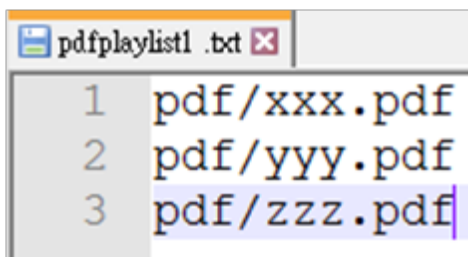 pdfplaylist1 .txt
1 pdf/xxx.pdf
2 pdf/yyy.pdf
3 pdf/zzz.pdf